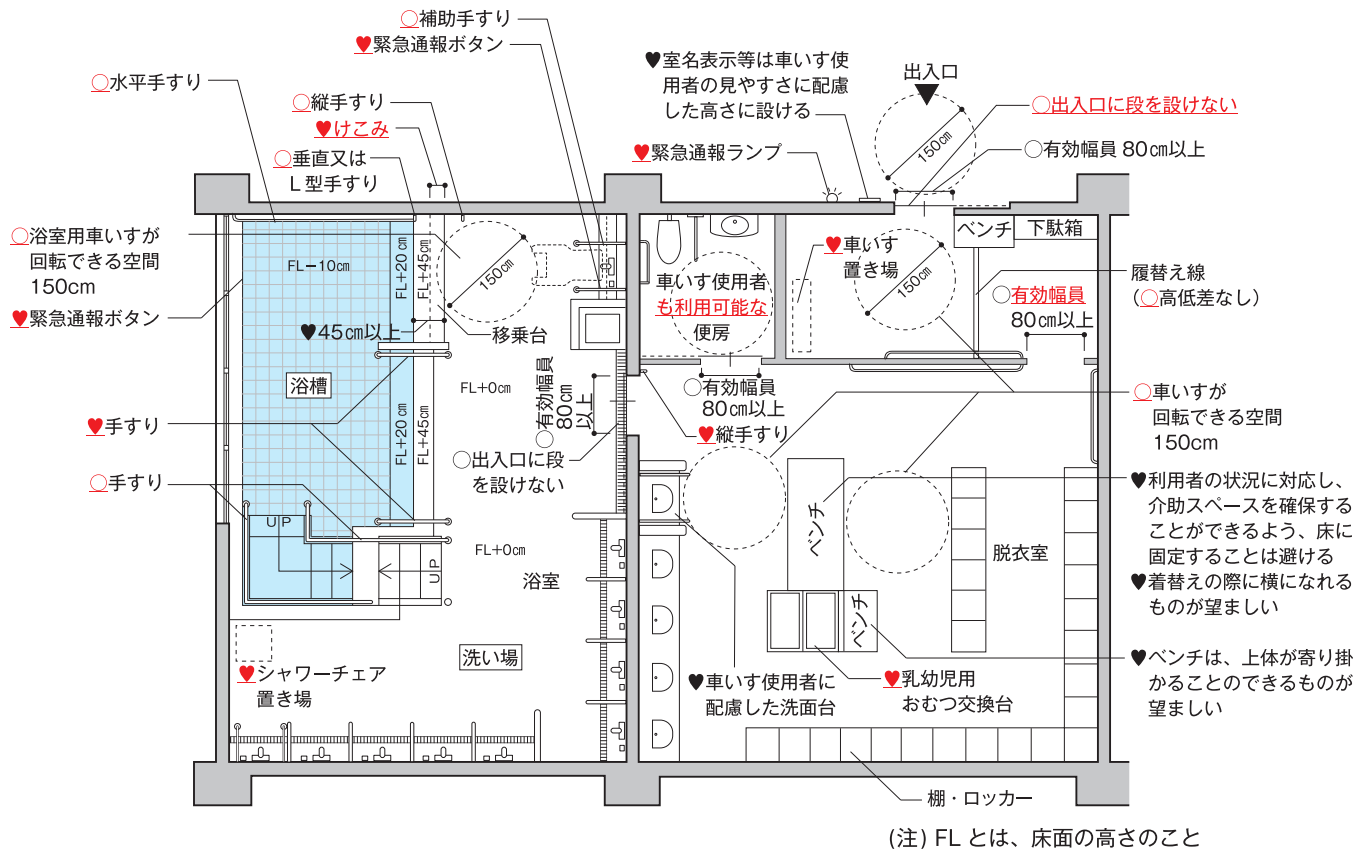 ○補助手すり
♥緊急通報ボタン
○水平手すり
○縦手すり
♥けこみ
○垂直又は
L型手すり
♥室名表示等は車いす使
用者の見やすさに配慮
した高さに設ける
♥緊急通報ランプ
出入口
150㎝
○出入口に段を設けない
○有効幅員 80㎝以上
○浴室用車いすが
回転できる空間
150cm
♥緊急通報ボタン
FL−10㎝
FL+20㎝
FL+45㎝
150㎝
♥45㎝以上
移乗台
車いす使用者
も利用可能な
便房
♥車いす
置き場
150㎝
ベンチ
下駄箱
履替え線
（○高低差なし）
○有効幅員
80㎝以上
浴槽
FL+0㎝
○有効幅員
80㎝
以上
○有効幅員
80㎝以上
♥縦手すり
○車いすが
回転できる空間
150㎝
♥手すり
FL+20㎝
FL+45㎝
○出入口に段
を設けない
○手すり
UP
UP
FL+0㎝
浴室
ベンチ
ベンチ
脱衣室
♥利用者の状況に対応し、
介助スペースを確保する
ことができるよう、床に
固定することは避ける
♥着替えの際に横になれる
ものが望ましい
洗い場
♥シャワーチェア
置き場
♥車いす使用者に
配慮した洗面台
♥乳幼児用
おむつ交換台
♥ベンチは、上体が寄り掛
かることのできるものが
望ましい
棚・ロッカー
(注) FL とは、床面の高さのこと